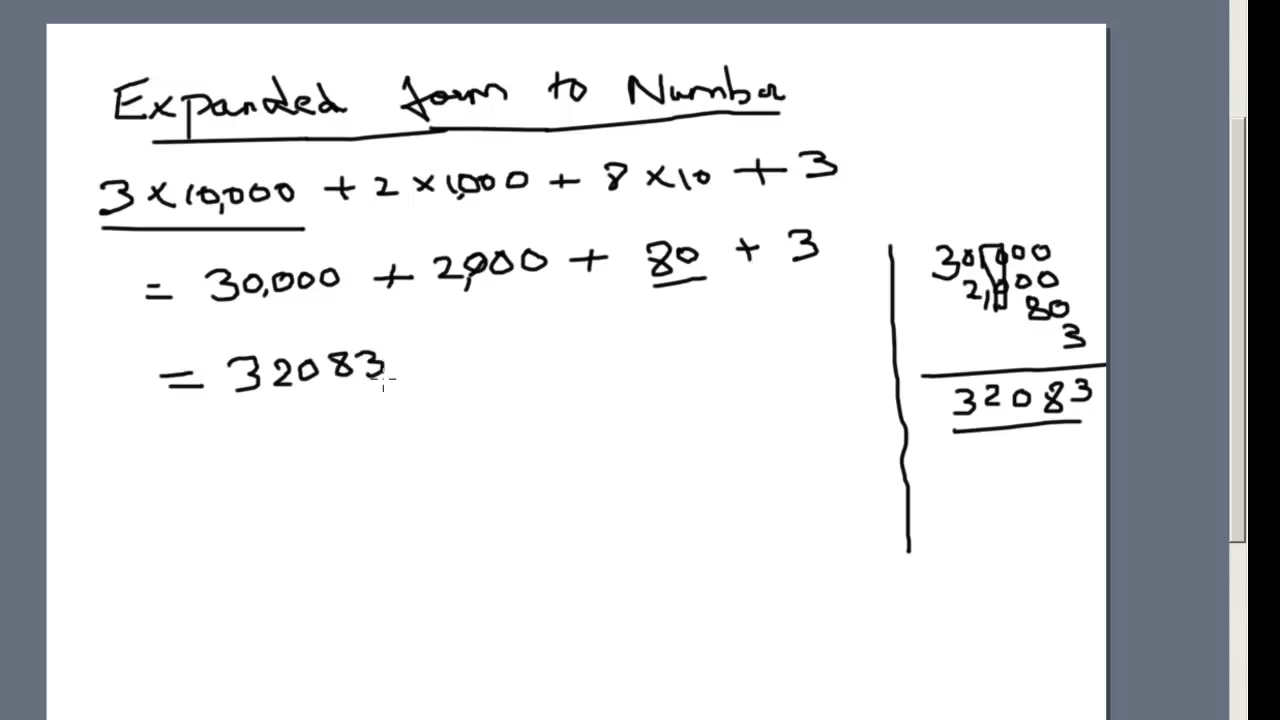 Expanded form to Number
3 × 10,000 + 2 × 1,000 + 8 × 10 + 3
= 30,000 + 2,000 + 80 + 3
= 32083
30,000
2,000
80
3
32083